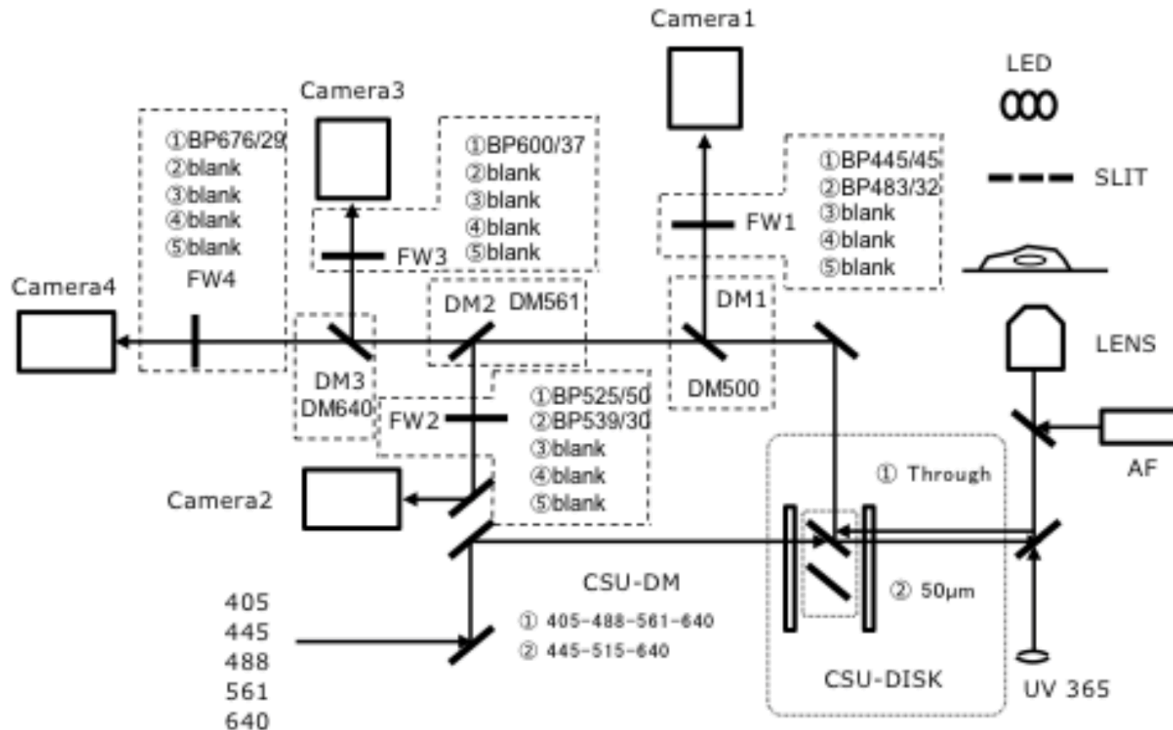 Camera1
LED
Camera3
①BP676/29
②blank
③blank
④blank
⑤blank
FW4
①BP600/37
②blank
③blank
④blank
⑤blank
FW3
①BP445/45
②BP483/32
③blank
④blank
⑤blank
FW1
SLIT
Camera4
DM2 DM561
DM1
DM500
LENS
DM3
DM640
FW2
①BP525/50
②BP539/30
③blank
④blank
⑤blank
AF
Camera2
① Through
② 50μm
CSU-DISK
CSU-DM
① 405-488-561-640
② 445-515-640
UV 365
405
445
488
561
640